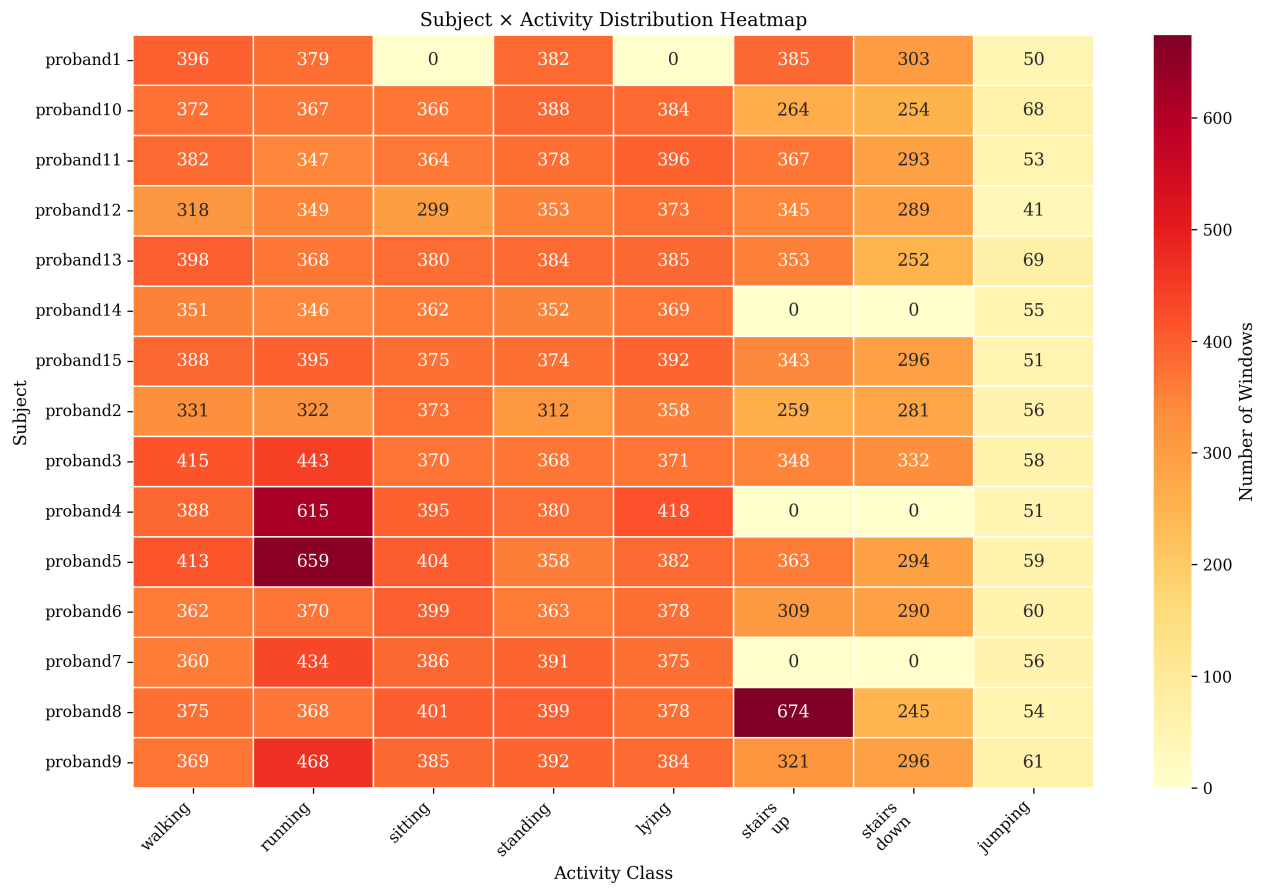 Subject × Activity Distribution Heatmap
proband1 396 379 0 382 0 385 303 50
proband10 372 367 366 388 384 264 254 68
proband11 382 347 364 378 396 367 293 53
proband12 318 349 299 353 373 345 289 41
proband13 398 368 380 384 385 353 252 69
proband14 351 346 362 352 369 0 0 55
proband15 388 395 375 374 392 343 296 51
proband2 331 322 373 312 358 259 281 56
proband3 415 443 370 368 371 348 332 58
proband4 388 615 395 380 418 0 0 51
proband5 413 659 404 358 382 363 294 59
proband6 362 370 399 363 378 309 290 60
proband7 360 434 386 391 375 0 0 56
proband8 375 368 401 399 378 674 245 54
proband9 369 468 385 392 384 321 296 61
Subject
walking
running
sitting
standing
lying
stairs
up
stairs
down
jumping
Activity Class
600
500
400
300
200
100
0
Number of Windows